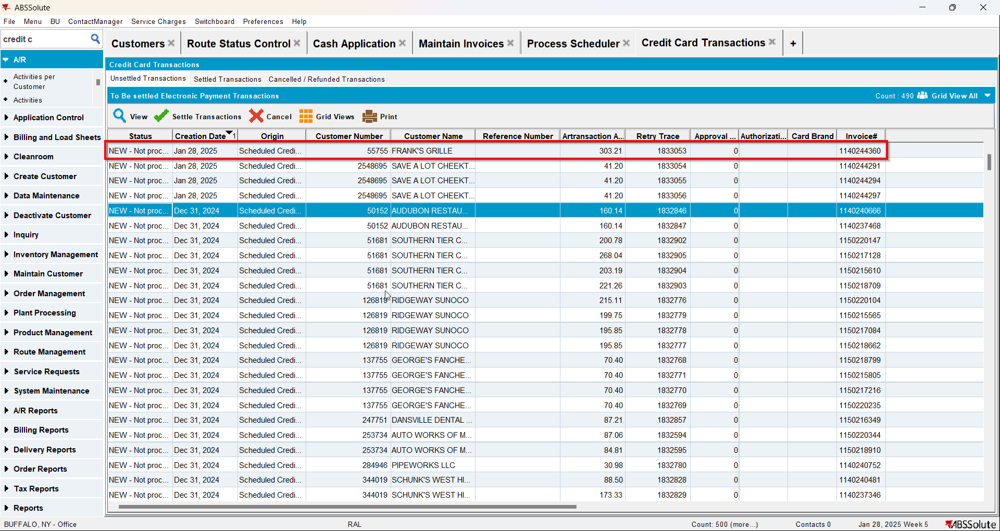 ABSSolute
File Menu BU ContactManager Service Charges Switchboard Preferences Help
credit c
Customers Route Status Control Cash Application Maintain Invoices Process Scheduler Credit Card Transactions +
A/R
Activities per
Customer
Activities
Application Control
Billing and Load Sheets
Cleanroom
Create Customer
Data Maintenance
Deactivate Customer
Inquiry
Inventory Management
Maintain Customer
Order Management
Plant Processing
Product Management
Route Management
Service Requests
System Maintenance
A/R Reports
Billing Reports
Delivery Reports
Order Reports
Tax Reports
Reports
Credit Card Transactions
Unsettled Transactions Settled Transactions Cancelled / Refunded Transactions
To Be settled Electronic Payment Transactions Count : 490 Grid View All
View Settle Transactions Cancel Grid Views Print
Status Creation Date 1 Origin Customer Number Customer Name Reference Number Artransaction A... Retry Trace Approval ... Authorizati... Card Brand Invoice#
NEW - Not proc... Jan 28, 2025 Scheduled Credi... 55755 FRANK'S GRILLE 303.21 1833053 0 1140244360
NEW - Not proc... Jan 28, 2025 Scheduled Credi... 2548695 SAVE A LOT CHEEKT... 41.20 1833054 0 1140244291
NEW - Not proc... Jan 28, 2025 Scheduled Credi... 2548695 SAVE A LOT CHEEKT... 41.20 1833055 0 1140244294
NEW - Not proc... Jan 28, 2025 Scheduled Credi... 2548695 SAVE A LOT CHEEKT... 41.20 1833056 0 1140244297
NEW - Not proc... Dec 31, 2024 Scheduled Credi... 50152 AUDUBON RESTAU... 160.14 1832846 0 1140240666
NEW - Not proc... Dec 31, 2024 Scheduled Credi... 50152 AUDUBON RESTAU... 160.14 1832847 0 1140237468
NEW - Not proc... Dec 31, 2024 Scheduled Credi... 51681 SOUTHERN TIER C... 200.78 1832902 0 1150220147
NEW - Not proc... Dec 31, 2024 Scheduled Credi... 51681 SOUTHERN TIER C... 268.04 1832905 0 1150217128
NEW - Not proc... Dec 31, 2024 Scheduled Credi... 51681 SOUTHERN TIER C... 203.19 1832904 0 1150215610
NEW - Not proc... Dec 31, 2024 Scheduled Credi... 51681 SOUTHERN TIER C... 221.26 1832903 0 1150218709
NEW - Not proc... Dec 31, 2024 Scheduled Credi... 126819 RIDGEWAY SUNOCO 215.11 1832776 0 1150220104
NEW - Not proc... Dec 31, 2024 Scheduled Credi... 126819 RIDGEWAY SUNOCO 199.75 1832779 0 1150215565
NEW - Not proc... Dec 31, 2024 Scheduled Credi... 126819 RIDGEWAY SUNOCO 195.85 1832778 0 1150217084
NEW - Not proc... Dec 31, 2024 Scheduled Credi... 126819 RIDGEWAY SUNOCO 195.85 1832777 0 1150218662
NEW - Not proc... Dec 31, 2024 Scheduled Credi... 137755 GEORGE'S FANCHE... 70.40 1832768 0 1150218799
NEW - Not proc... Dec 31, 2024 Scheduled Credi... 137755 GEORGE'S FANCHE... 70.40 1832771 0 1150215805
NEW - Not proc... Dec 31, 2024 Scheduled Credi... 137755 GEORGE'S FANCHE... 70.40 1832770 0 1150217216
NEW - Not proc... Dec 31, 2024 Scheduled Credi... 137755 GEORGE'S FANCHE... 70.40 1832769 0 1150220235
NEW - Not proc... Dec 31, 2024 Scheduled Credi... 247751 DANSVILLE DENTAL ... 87.21 1832857 0 1150216349
NEW - Not proc... Dec 31, 2024 Scheduled Credi... 253734 AUTO WORKS OF M... 87.06 1832594 0 1150220344
NEW - Not proc... Dec 31, 2024 Scheduled Credi... 253734 AUTO WORKS OF M... 84.81 1832595 0 1150218910
NEW - Not proc... Dec 31, 2024 Scheduled Credi... 284946 PIPEWORKS LLC 30.98 1832780 0 1140240752
NEW - Not proc... Dec 31, 2024 Scheduled Credi... 344019 SCHUNK'S WEST HI... 88.50 1832828 0 1140240481
NEW - Not proc... Dec 31, 2024 Scheduled Credi... 344019 SCHUNK'S WEST HI... 173.33 1832829 0 1140237346
BUFFALO, NY - Office RAL Count: 500 (more...) Contacts 0 Jan 28, 2025 Week 5 ABSSolute